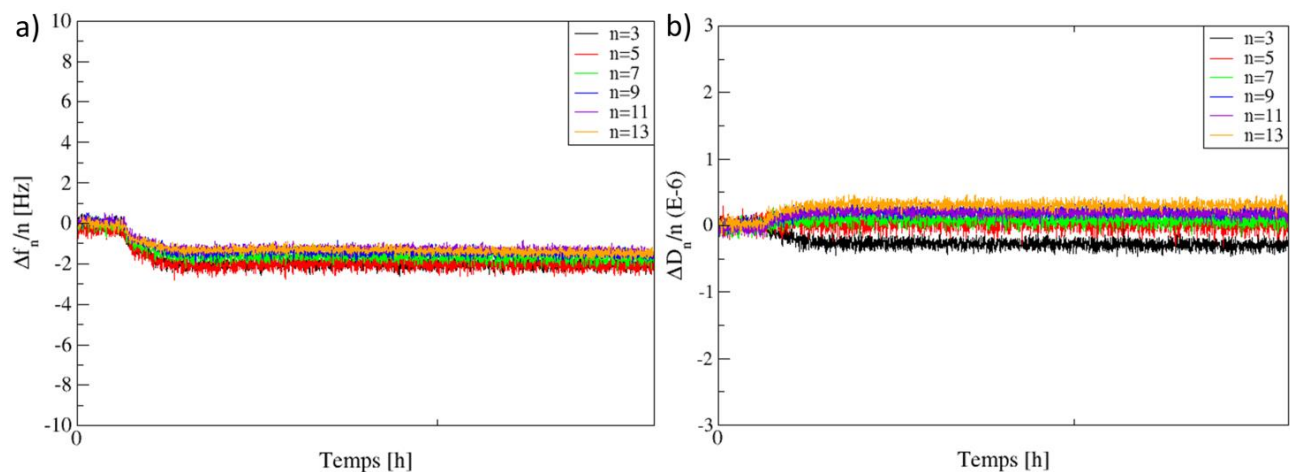 a)
10
8
6
4
2
0
-2
-4
-6
-8
-10
Δf_n/n [Hz]
0
Temps [h]
n=3
n=5
n=7
n=9
n=11
n=13
b)
3
2
1
0
-1
-2
-3
ΔD_n/n (E-6)
0
Temps [h]
n=3
n=5
n=7
n=9
n=11
n=13